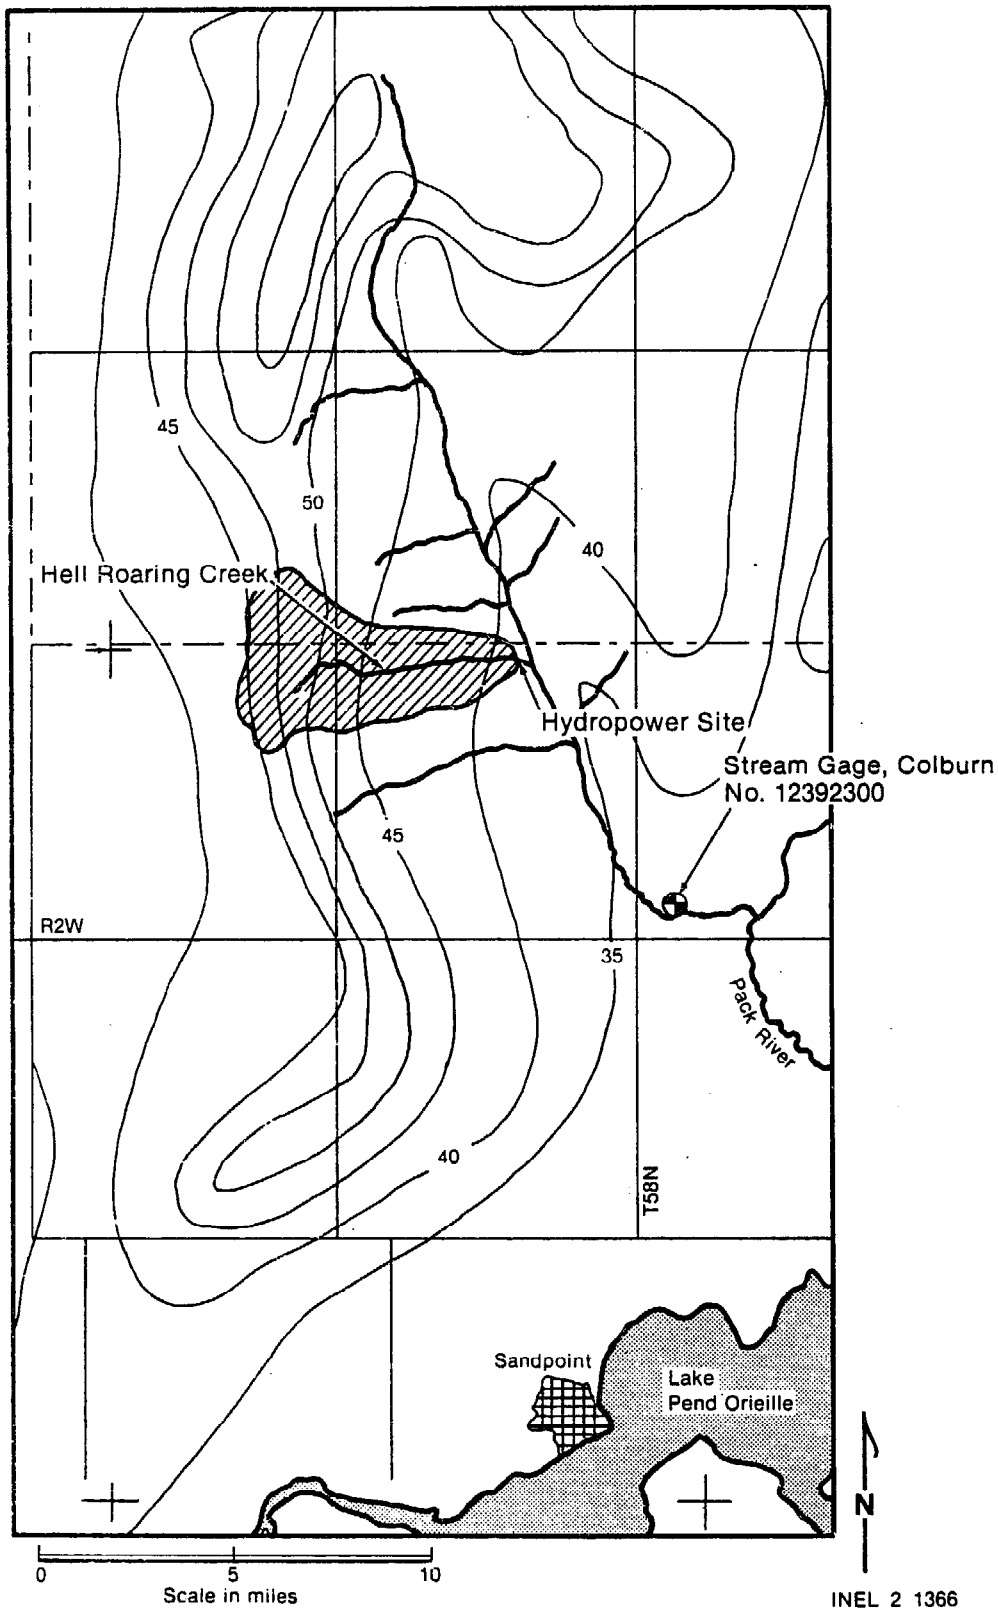 45
50
40
Hell Roaring Creek
Hydropower Site
Stream Gage, Colburn
No. 12392300
45
R2W
35
Pack River
40
T58N
Sandpoint
Lake
Pend Orieille
N
0 5 10
Scale in miles
INEL 2 1366